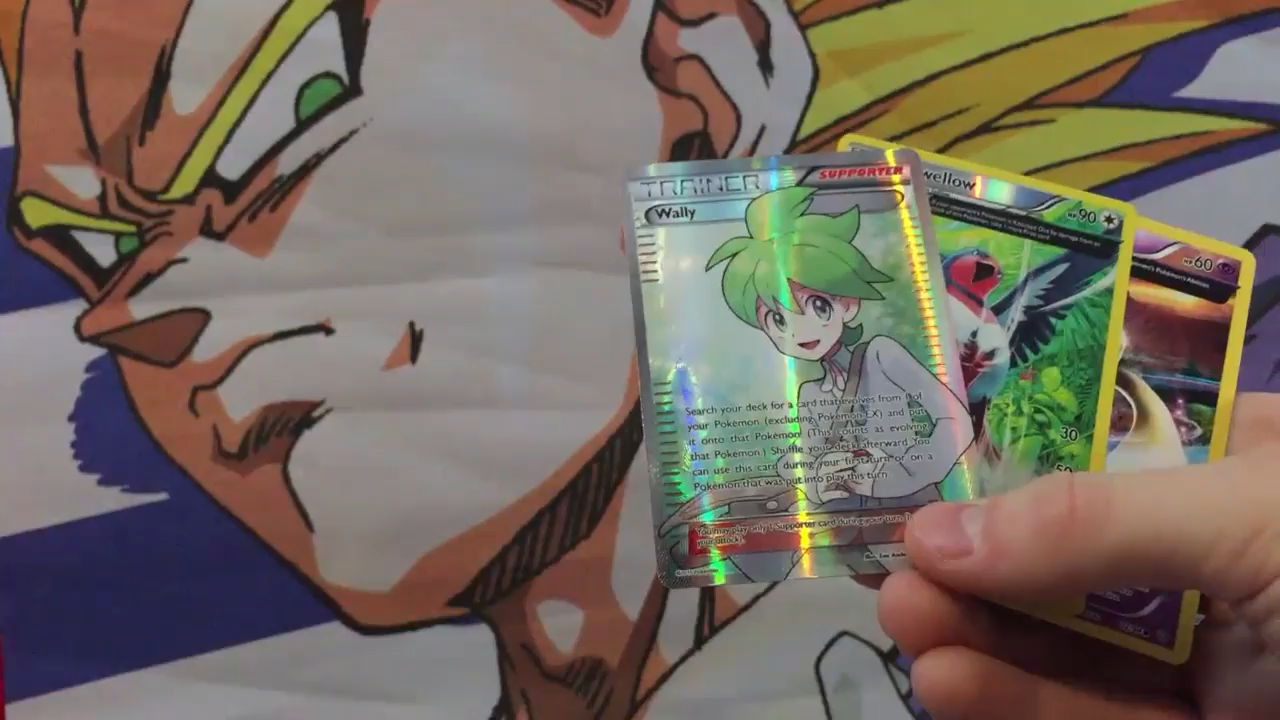 TRAINER
SUPPORTER
Wally
Search your deck for a card that evolves from 1 of
your Pokémon (excluding Pokémon-EX) and put
it onto that Pokémon. (This counts as evolving
that Pokémon.) Shuffle your deck afterward. You
can use this card during your first turn or on a
Pokémon that was put into play this turn.
You may play only 1 Supporter card during your turn
your attack).
wellow
HP90
30
50
HP60